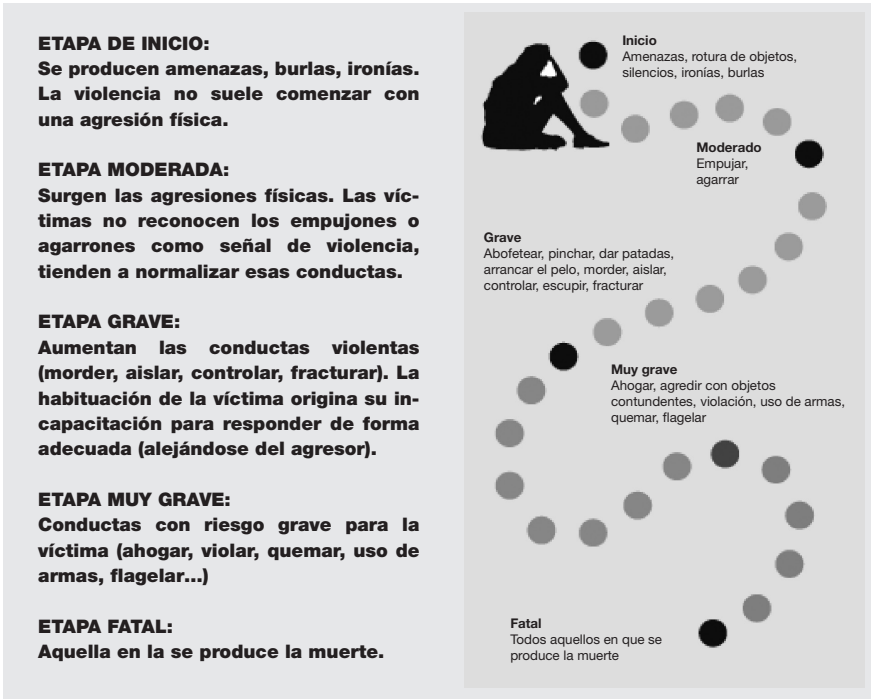 ETAPA DE INICIO:
Se producen amenazas, burlas, ironías.
La violencia no suele comenzar con
una agresión física.
ETAPA MODERADA:
Surgen las agresiones físicas. Las víc-
timas no reconocen los empujones o
agarrones como señal de violencia,
tienden a normalizar esas conductas.
ETAPA GRAVE:
Aumentan las conductas violentas
(morder, aislar, controlar, fracturar). La
habituación de la víctima origina su in-
capacitación para responder de forma
adecuada (alejándose del agresor).
ETAPA MUY GRAVE:
Conductas con riesgo grave para la
víctima (ahogar, violar, quemar, uso de
armas, flagelar...)
ETAPA FATAL:
Aquella en la se produce la muerte.
Inicio
Amenazas, rotura de objetos,
silencios, ironías, burlas
Moderado
Empujar,
agarrar
Grave
Abofetear, pinchar, dar patadas,
arrancar el pelo, morder, aislar,
controlar, escupir, fracturar
Muy grave
Ahogar, agredir con objetos
contundentes, violación, uso de armas,
quemar, flagelar
Fatal
Todos aquellos en que se
produce la muerte